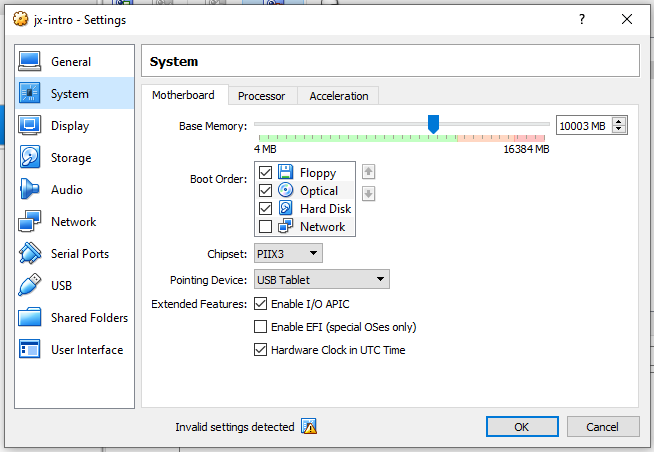 jx-intro - Settings
?
General
System
Display
Storage
Audio
Network
Serial Ports
USB
Shared Folders
User Interface
System
Motherboard Processor Acceleration
Base Memory: 10003 MB
4 MB 16384 MB
Boot Order: Floppy
Optical
Hard Disk
Network
Chipset: PIIX3
Pointing Device: USB Tablet
Extended Features: Enable I/O APIC
Enable EFI (special OSes only)
Hardware Clock in UTC Time
Invalid settings detected OK Cancel